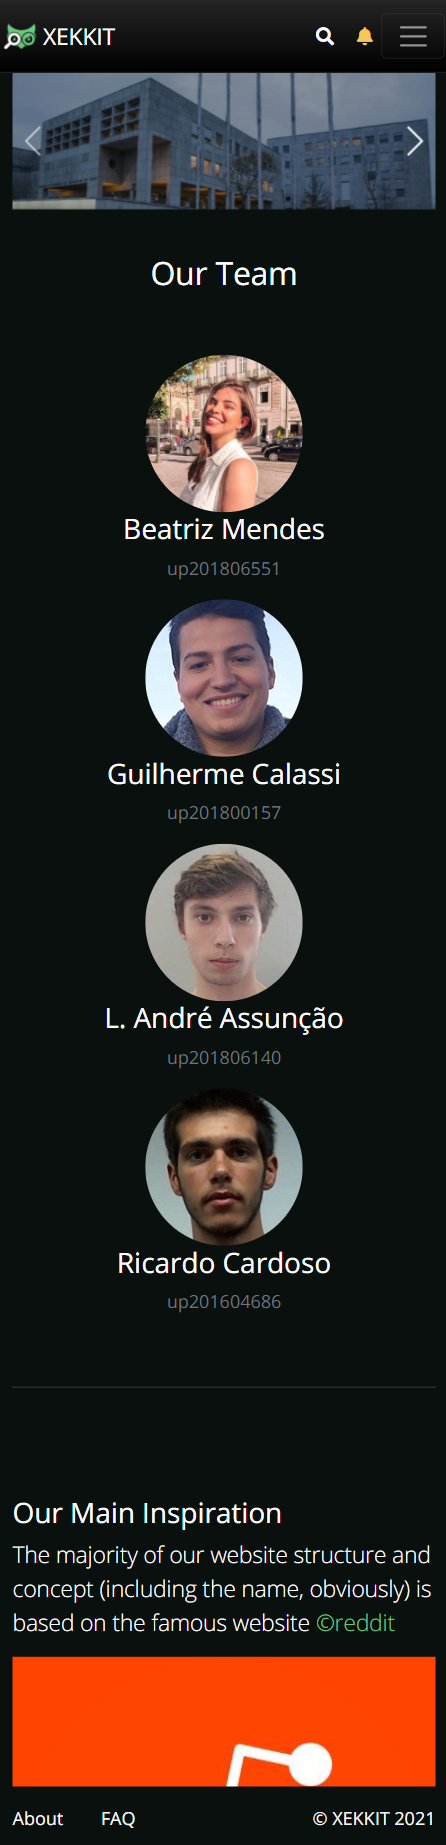 XEKKIT
Our Team
Beatriz Mendes
up201806551
Guilherme Calassi
up201800157
L. André Assunção
up201806140
Ricardo Cardoso
up201604686
Our Main Inspiration
The majority of our website structure and
concept (including the name, obviously) is
based on the famous website ©reddit
About FAQ © XEKKIT 2021